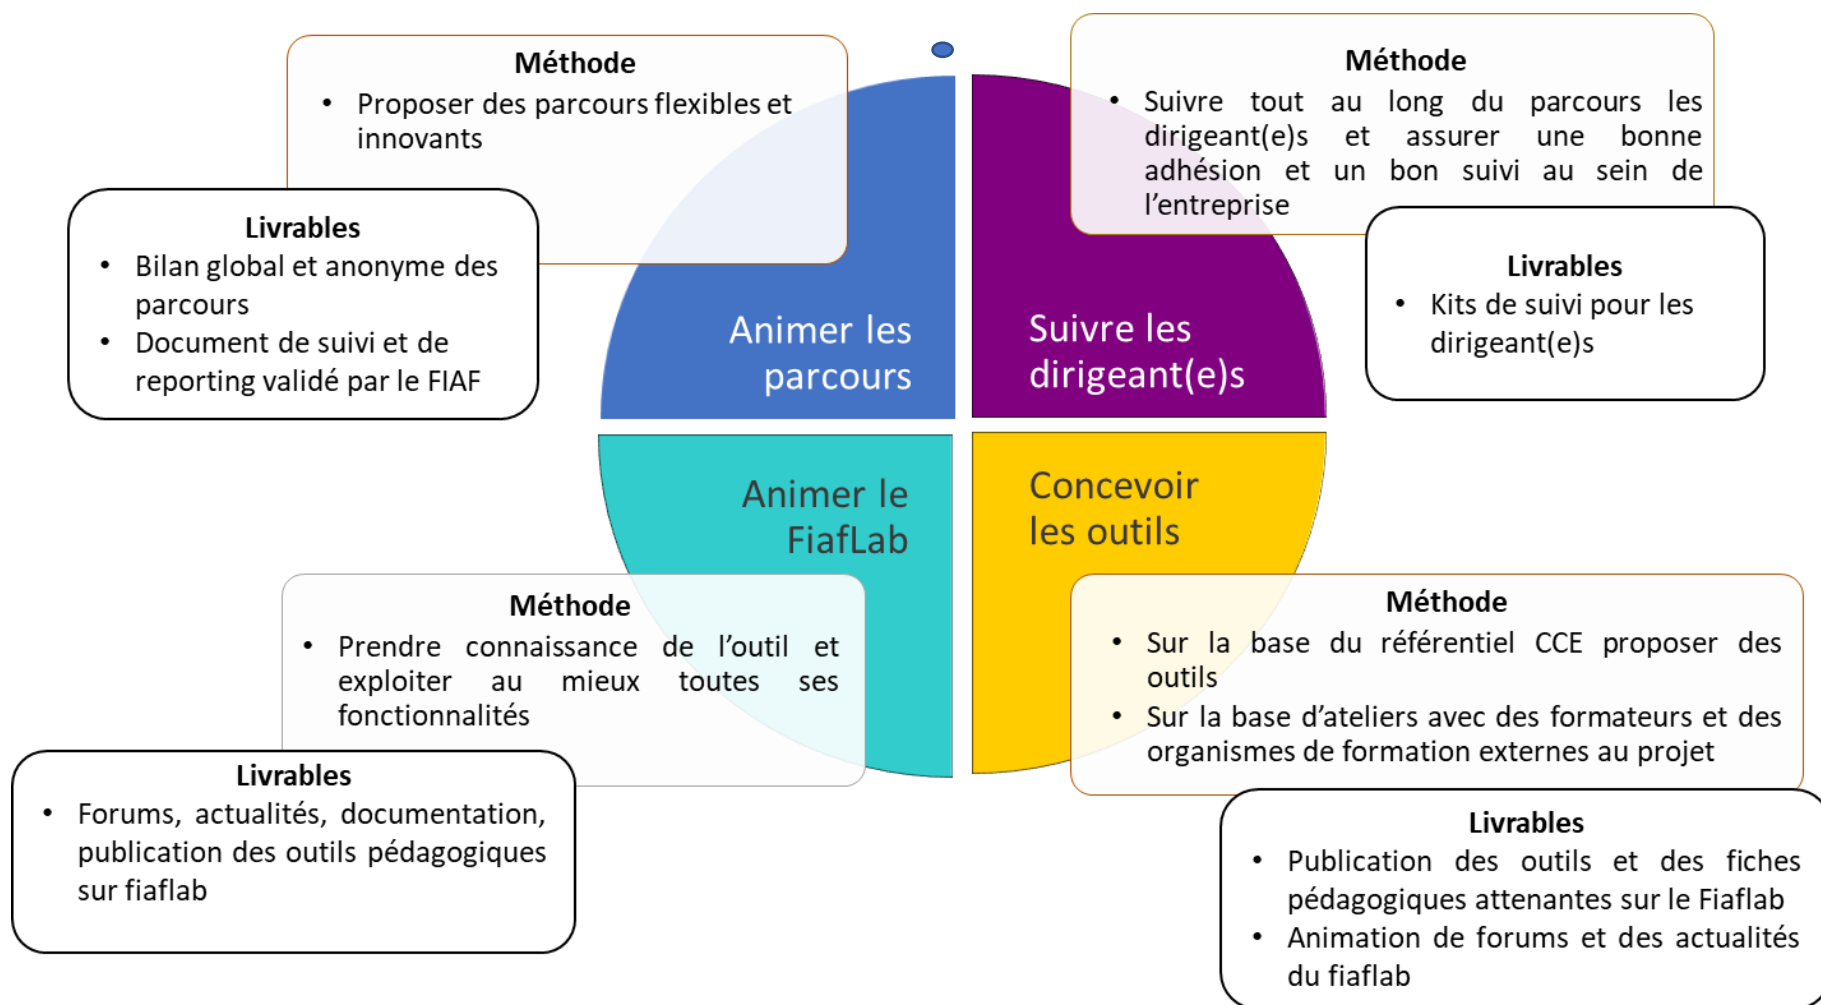 Méthode
• Proposer des parcours flexibles et
innovants
Livrables
• Bilan global et anonyme des
parcours
• Document de suivi et de
reporting validé par le FIAF
Animer les
parcours
Méthode
• Suivre tout au long du parcours les
dirigeant(e)s et assurer une bonne
adhésion et un bon suivi au sein de
l’entreprise
Livrables
• Kits de suivi pour les
dirigeant(e)s
Suivre les
dirigeant(e)s
Animer le
FiafLab
Méthode
• Prendre connaissance de l’outil et
exploiter au mieux toutes ses
fonctionnalités
Livrables
• Forums, actualités, documentation,
publication des outils pédagogiques
sur fiaflab
Concevoir
les outils
Méthode
• Sur la base du référentiel CCE proposer des
outils
• Sur la base d’ateliers avec des formateurs et des
organismes de formation externes au projet
Livrables
• Publication des outils et des fiches
pédagogiques attenantes sur le Fiaflab
• Animation de forums et des actualités
du fiaflab